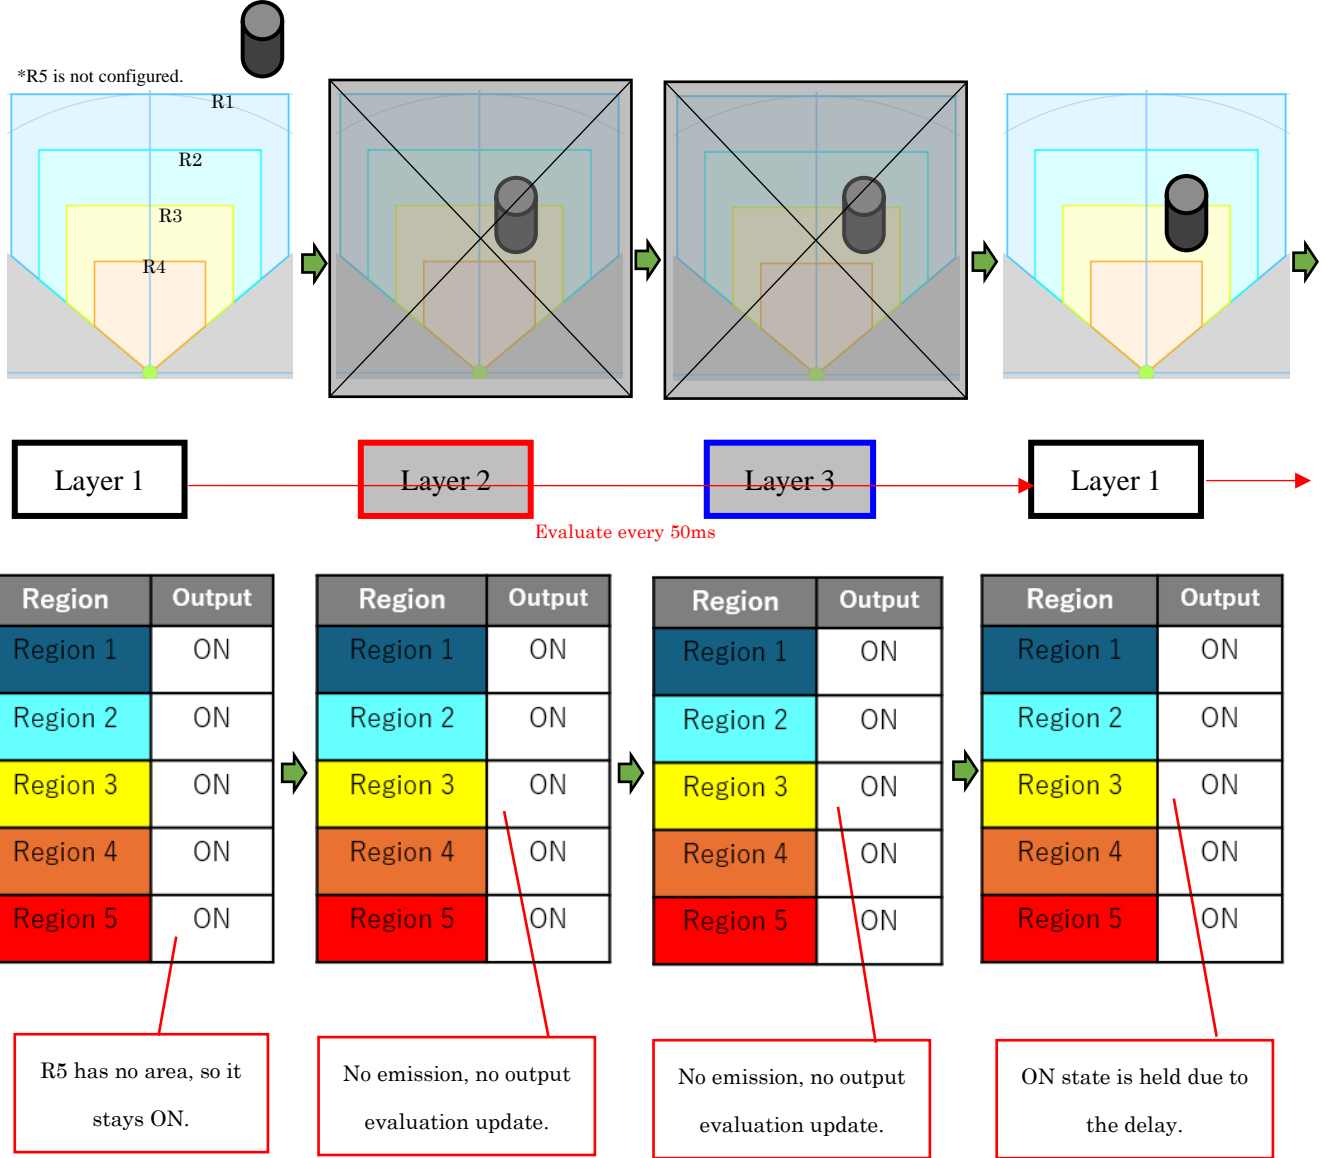 *R5 is not configured.
R1
R2
R3
R4
Layer 1
Layer 2
Layer 3
Layer 1
Evaluate every 50ms
Region Output
Region 1 ON
Region 2 ON
Region 3 ON
Region 4 ON
Region 5 ON
Region Output
Region 1 ON
Region 2 ON
Region 3 ON
Region 4 ON
Region 5 ON
Region Output
Region 1 ON
Region 2 ON
Region 3 ON
Region 4 ON
Region 5 ON
Region Output
Region 1 ON
Region 2 ON
Region 3 ON
Region 4 ON
Region 5 ON
R5 has no area, so it
stays ON.
No emission, no output
evaluation update.
No emission, no output
evaluation update.
ON state is held due to
the delay.